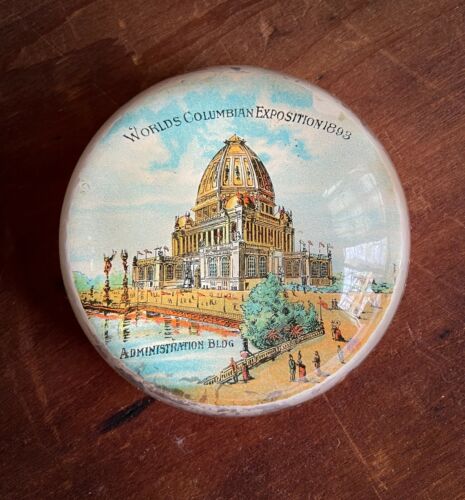 WORLDS COLUMBIAN EXPOSITION 1893
ADMINISTRATION BLDG